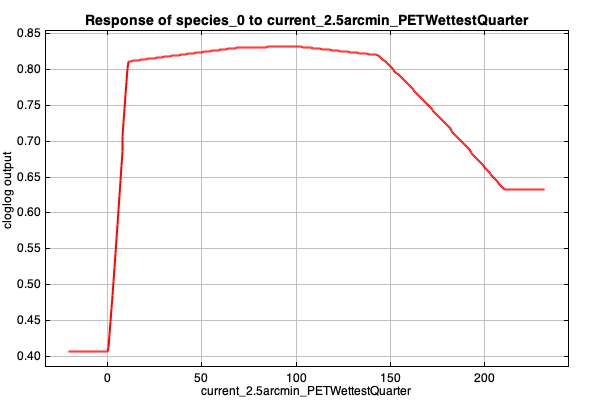 Response of species_0 to current_2.5arcmin_PETWettestQuarter
0.85
0.80
0.75
0.70
0.65
0.60
0.55
0.50
0.45
0.40
cloglog output
0 50 100 150 200
current_2.5arcmin_PETWettestQuarter